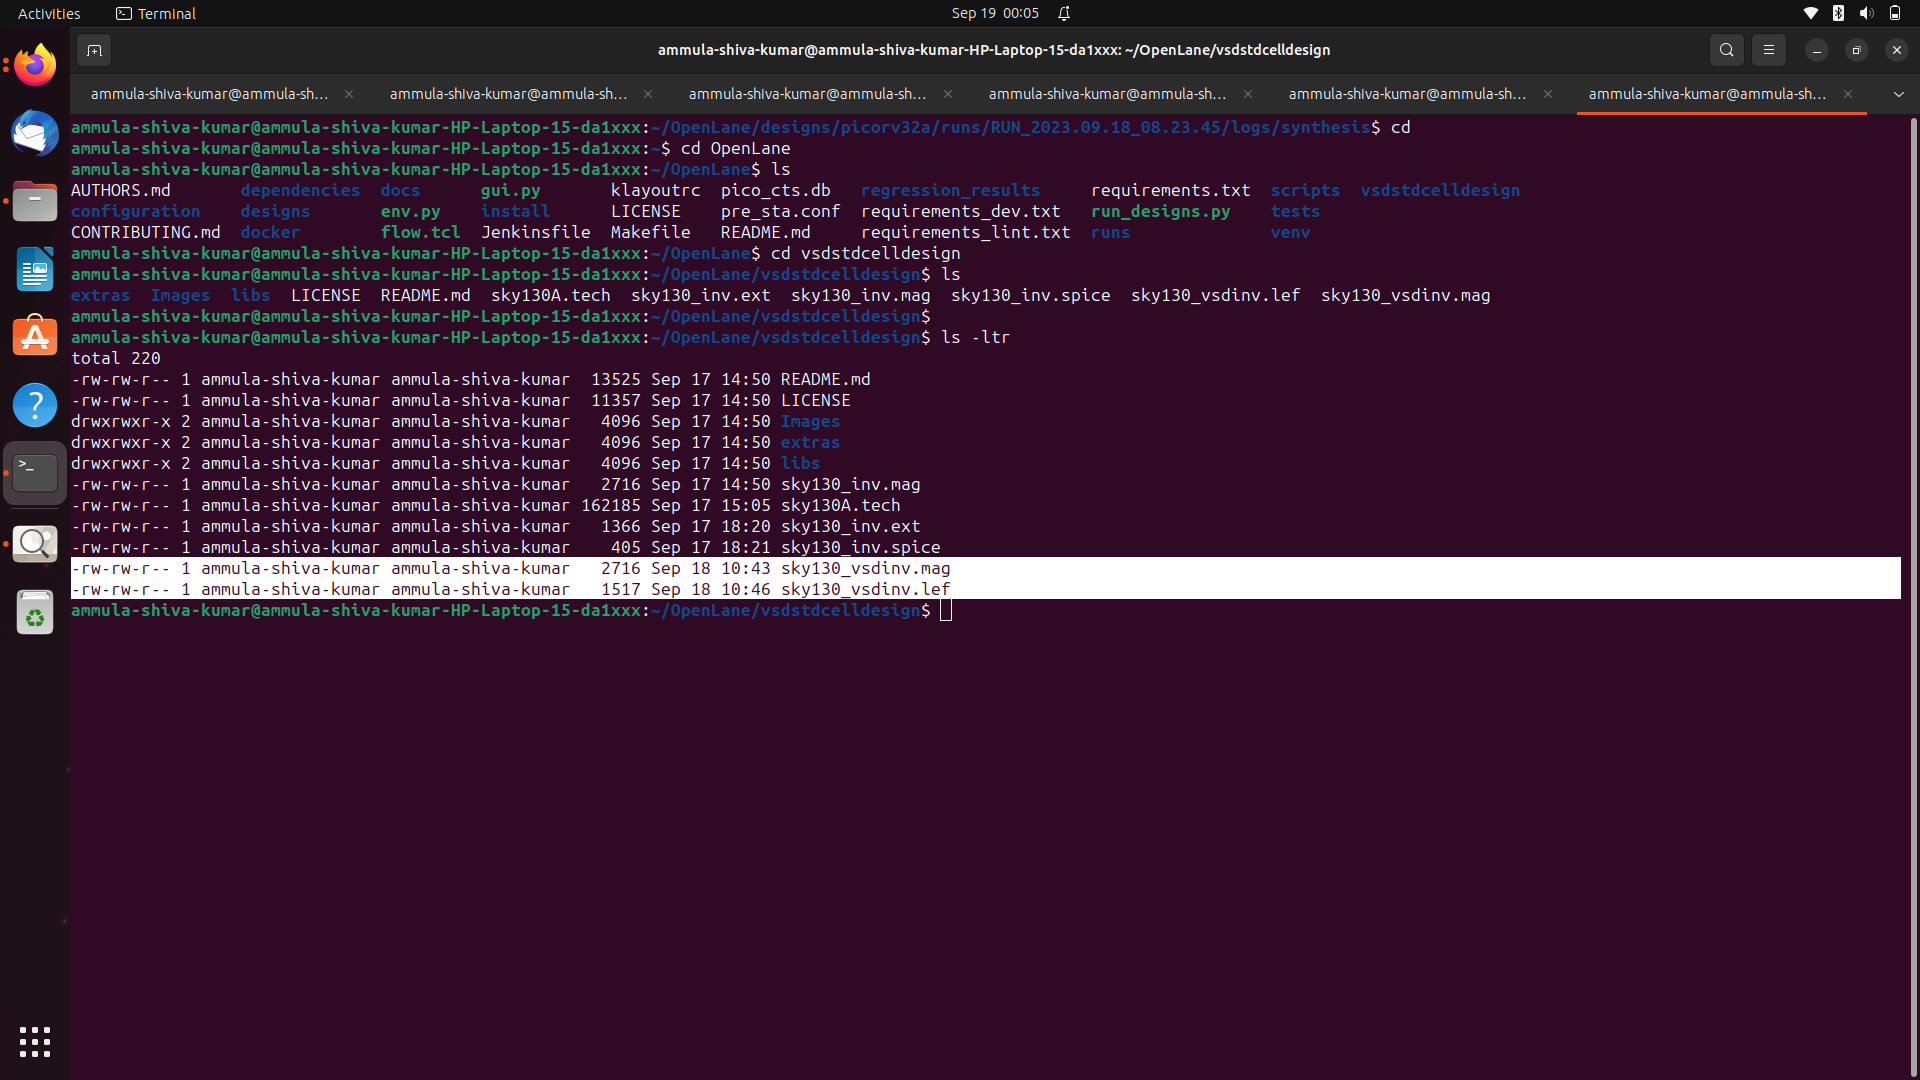 Activities Terminal Sep 19 00:05
ammula-shiva-kumar@ammula-shiva-kumar-HP-Laptop-15-da1xxx: ~/OpenLane/vsdstdcelldesign
ammula-shiva-kumar@ammula-sh... ammula-shiva-kumar@ammula-sh... ammula-shiva-kumar@ammula-sh... ammula-shiva-kumar@ammula-sh... ammula-shiva-kumar@ammula-sh... ammula-shiva-kumar@ammula-sh...
ammula-shiva-kumar@ammula-shiva-kumar-HP-Laptop-15-da1xxx:~/OpenLane/designs/picorv32a/runs/RUN_2023.09.18_08.23.45/logs/synthesis$ cd
ammula-shiva-kumar@ammula-shiva-kumar-HP-Laptop-15-da1xxx:~$ cd OpenLane
ammula-shiva-kumar@ammula-shiva-kumar-HP-Laptop-15-da1xxx:~/OpenLane$ ls
AUTHORS.md dependencies docs gui.py klayoutrc pico_cts.db regression_results requirements.txt scripts vsdstdcelldesign
configuration designs env.py install LICENSE pre_sta.conf requirements_dev.txt run_designs.py tests
CONTRIBUTING.md docker flow.tcl Jenkinsfile Makefile README.md requirements_lint.txt runs venv
ammula-shiva-kumar@ammula-shiva-kumar-HP-Laptop-15-da1xxx:~/OpenLane$ cd vsdstdcelldesign
ammula-shiva-kumar@ammula-shiva-kumar-HP-Laptop-15-da1xxx:~/OpenLane/vsdstdcelldesign$ ls
extras Images libs LICENSE README.md sky130A.tech sky130_inv.ext sky130_inv.mag sky130_inv.spice sky130_vsdinv.lef sky130_vsdinv.mag
ammula-shiva-kumar@ammula-shiva-kumar-HP-Laptop-15-da1xxx:~/OpenLane/vsdstdcelldesign$
ammula-shiva-kumar@ammula-shiva-kumar-HP-Laptop-15-da1xxx:~/OpenLane/vsdstdcelldesign$ ls -ltr
total 220
-rw-rw-r-- 1 ammula-shiva-kumar ammula-shiva-kumar 13525 Sep 17 14:50 README.md
-rw-rw-r-- 1 ammula-shiva-kumar ammula-shiva-kumar 11357 Sep 17 14:50 LICENSE
drwxrwxr-x 2 ammula-shiva-kumar ammula-shiva-kumar 4096 Sep 17 14:50 Images
drwxrwxr-x 2 ammula-shiva-kumar ammula-shiva-kumar 4096 Sep 17 14:50 extras
drwxrwxr-x 2 ammula-shiva-kumar ammula-shiva-kumar 4096 Sep 17 14:50 libs
-rw-rw-r-- 1 ammula-shiva-kumar ammula-shiva-kumar 2716 Sep 17 14:50 sky130_inv.mag
-rw-rw-r-- 1 ammula-shiva-kumar ammula-shiva-kumar 162185 Sep 17 15:05 sky130A.tech
-rw-rw-r-- 1 ammula-shiva-kumar ammula-shiva-kumar 1366 Sep 17 18:20 sky130_inv.ext
-rw-rw-r-- 1 ammula-shiva-kumar ammula-shiva-kumar 405 Sep 17 18:21 sky130_inv.spice
-rw-rw-r-- 1 ammula-shiva-kumar ammula-shiva-kumar 2716 Sep 18 10:43 sky130_vsdinv.mag
-rw-rw-r-- 1 ammula-shiva-kumar ammula-shiva-kumar 1517 Sep 18 10:46 sky130_vsdinv.lef
ammula-shiva-kumar@ammula-shiva-kumar-HP-Laptop-15-da1xxx:~/OpenLane/vsdstdcelldesign$